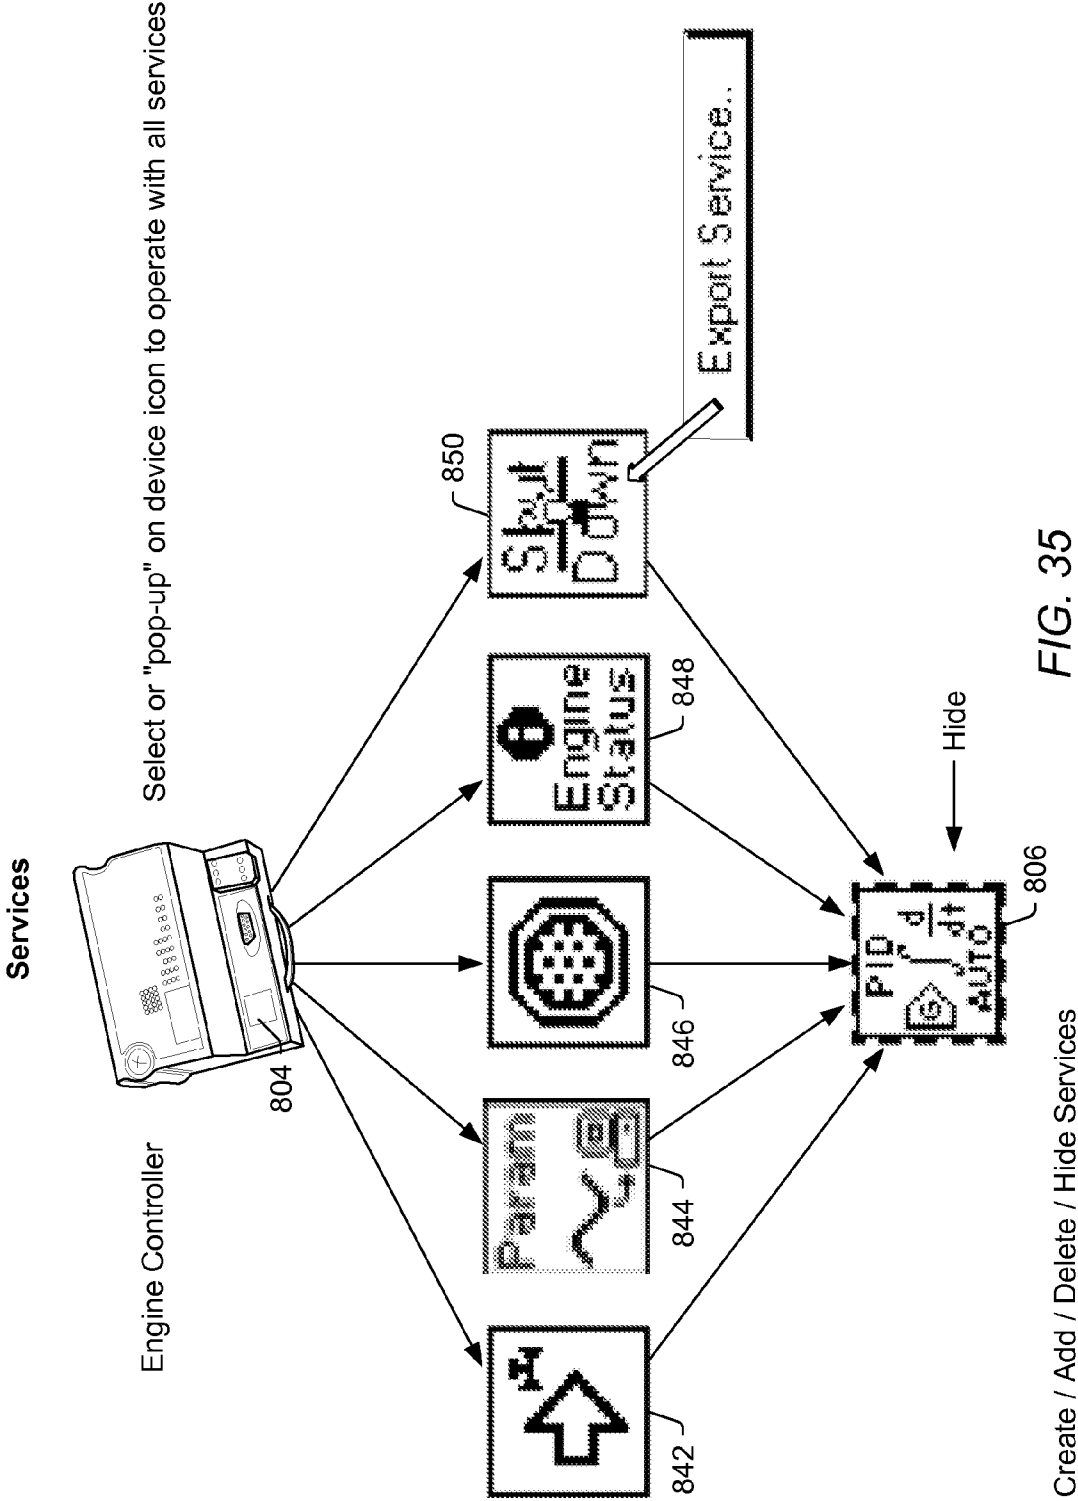 Services
Engine Controller
Select or "pop-up" on device icon to operate with all services
804
842
844
Param
846
848
Engine
Status
850
Shut
Down
Export Service..
PID
G
d
dt
AUTO
806
Hide
Create / Add / Delete / Hide Services
FIG. 35